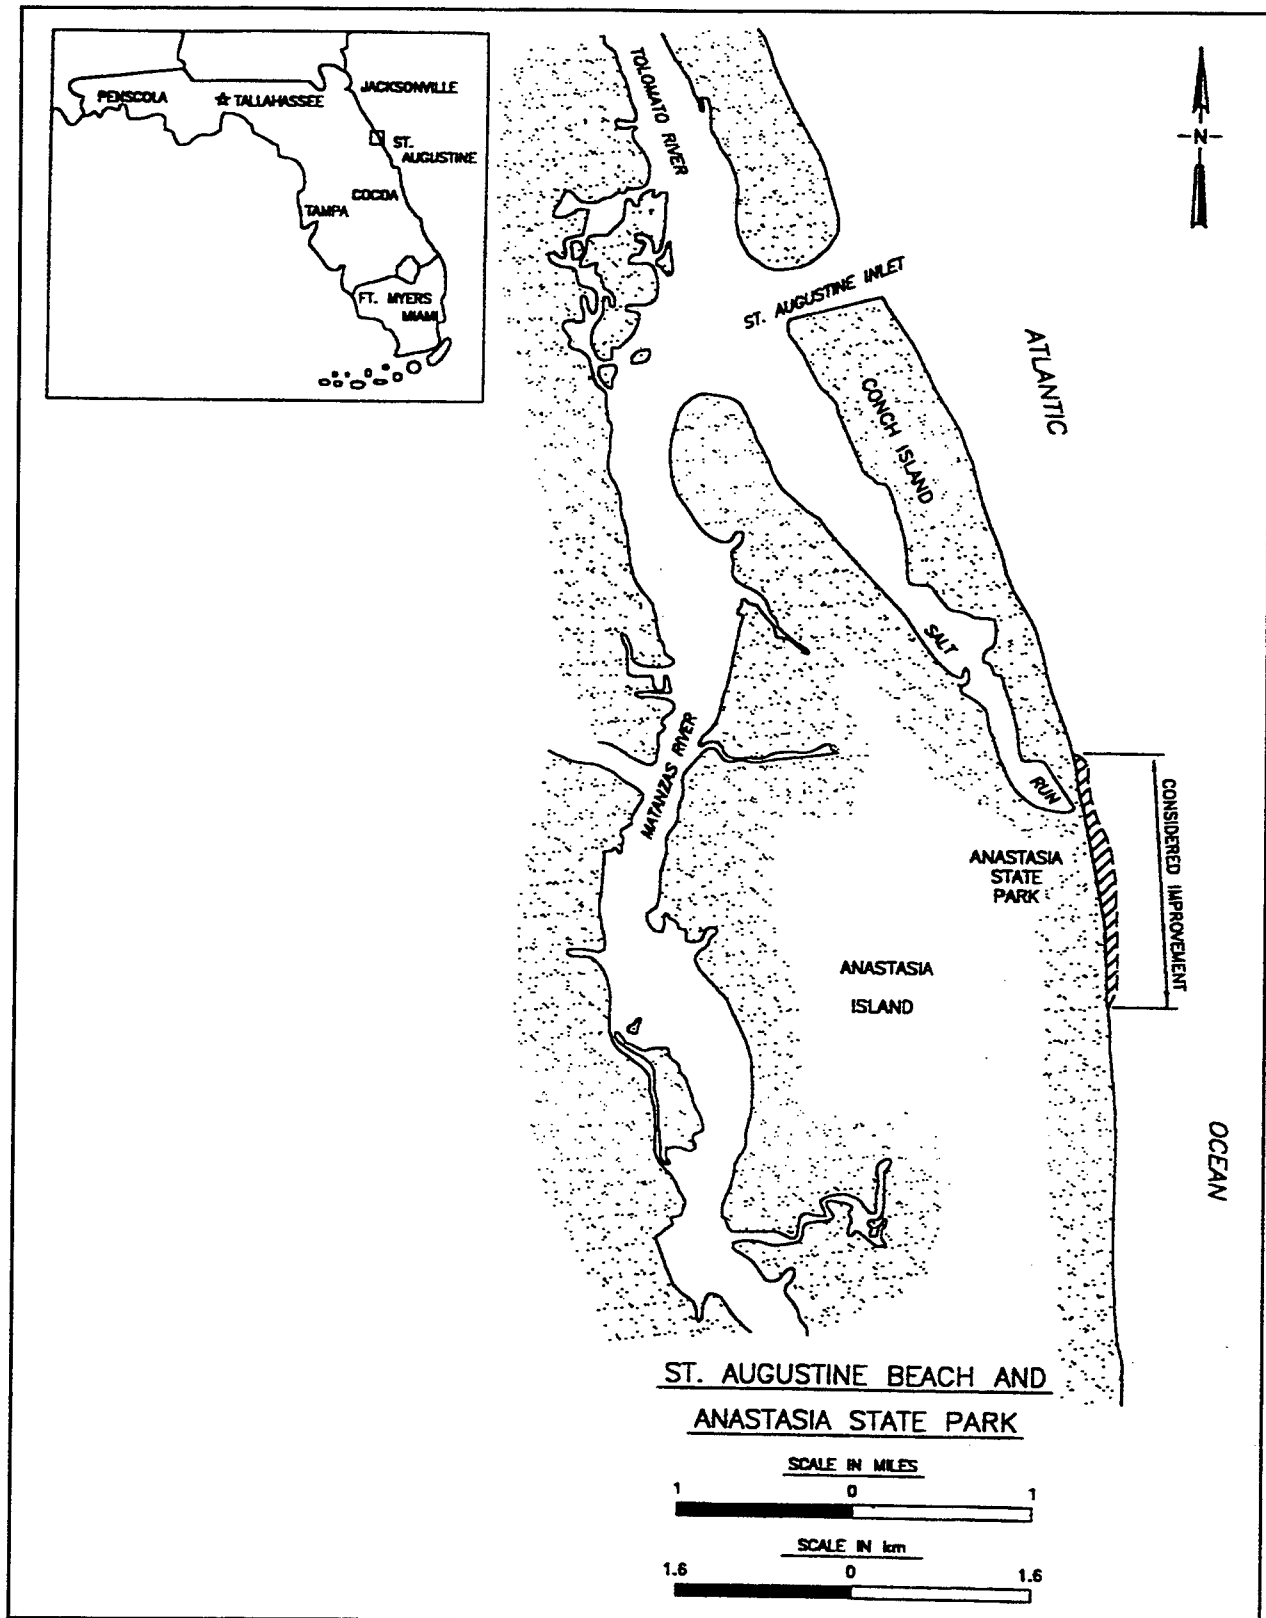 PENSCOLA
TALLAHASSEE
JACKSONVILLE
ST.
AUGUSTINE
COCOA
TAMPA
FT. MYERS
MIAMI
TOLOMATO RIVER
N
ST. AUGUSTINE INLET
ATLANTIC
CONCH ISLAND
SALT
RUN
MATANZAS RIVER
CONSIDERED IMPROVEMENT
ANASTASIA
STATE
PARK
ANASTASIA
ISLAND
OCEAN
ST. AUGUSTINE BEACH AND
ANASTASIA STATE PARK
SCALE IN MILES
1 0 1
SCALE IN km
1.6 0 1.6